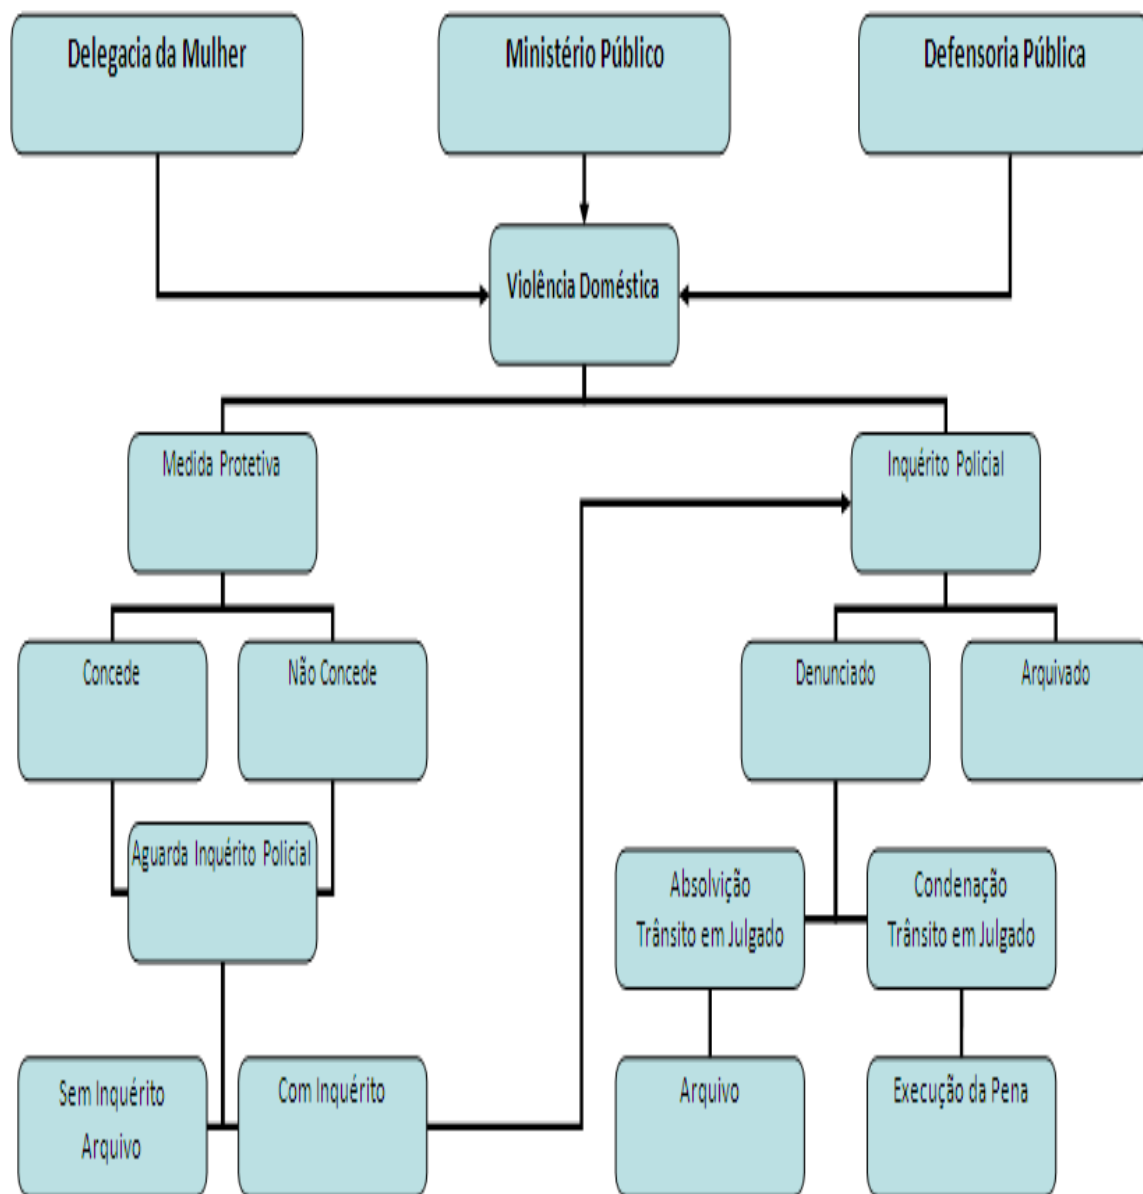 Delegacia da Mulher
Ministério Público
Defensoria Pública
Violência Doméstica
Medida Protetiva
Inquérito Policial
Concede
Não Concede
Denunciado
Arquivado
Aguarda Inquérito Policial
Absolvição
Trânsito em Julgado
Condenação
Trânsito em Julgado
Sem Inquérito
Arquivo
Com Inquérito
Arquivo
Execução da Pena